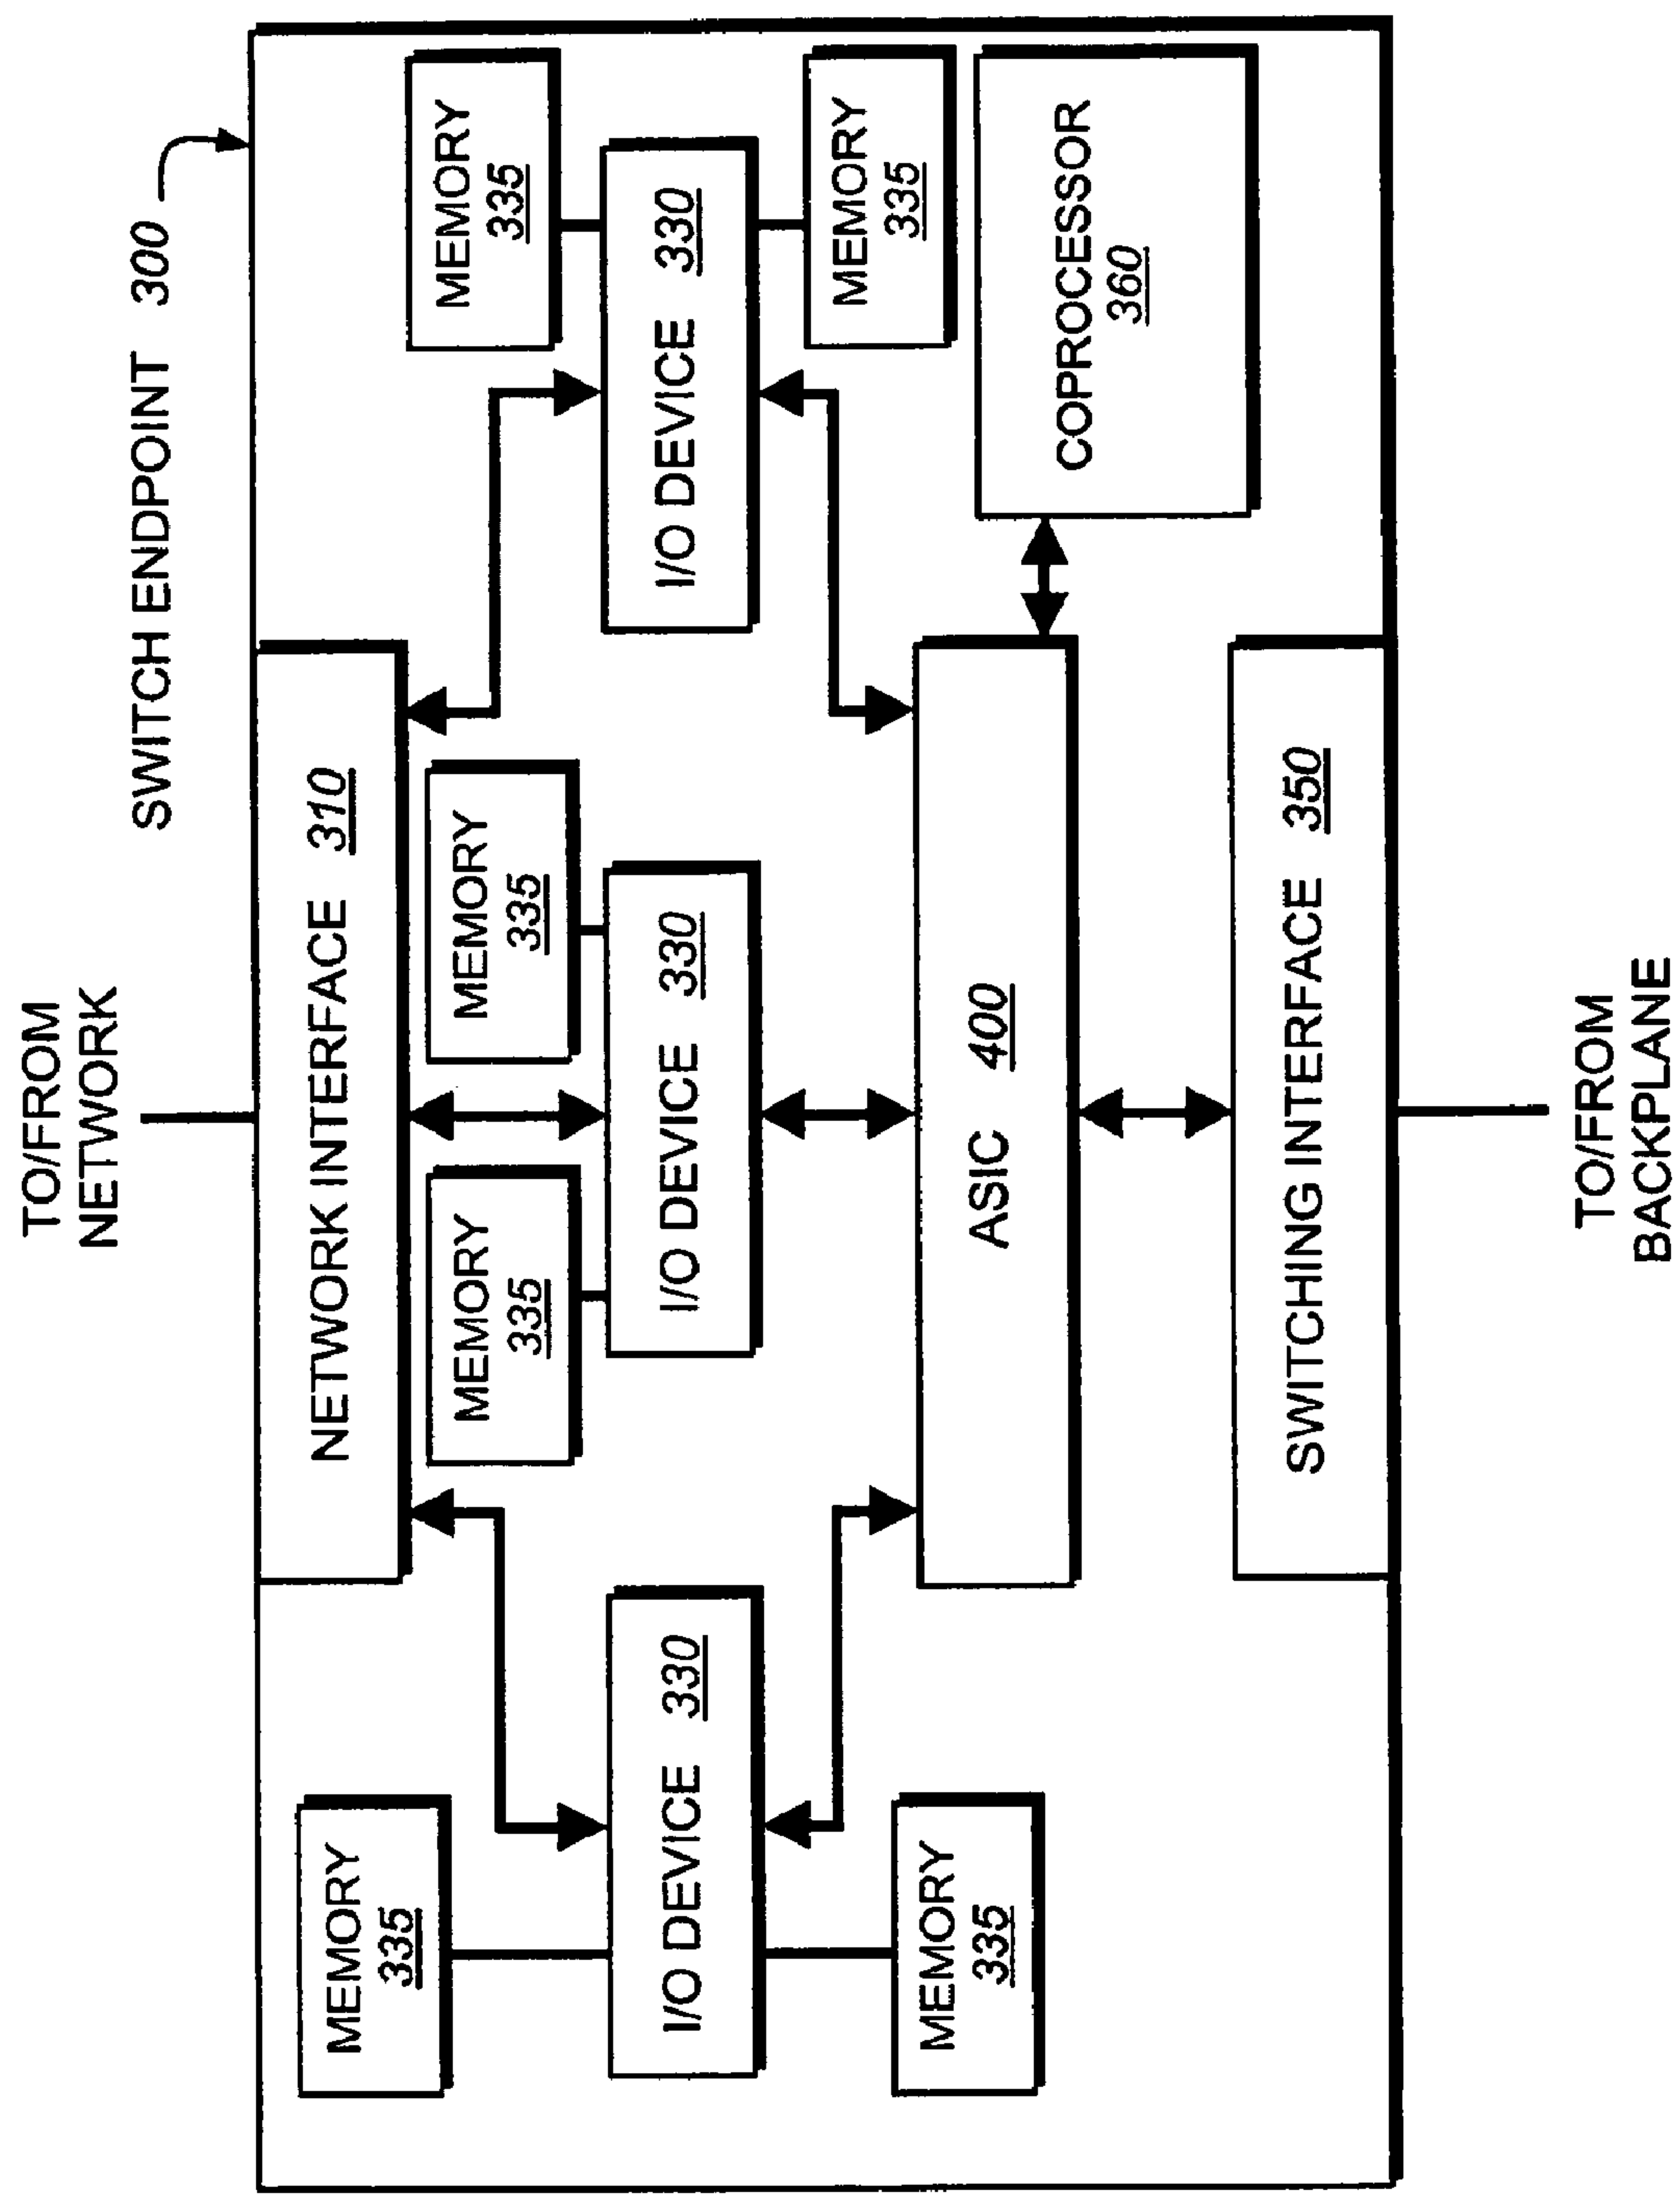 TO/FROM
NETWORK
SWITCH ENDPOINT 300
NETWORK INTERFACE 310
MEMORY
335
MEMORY
335
MEMORY
335
MEMORY
335
I/O DEVICE 330
I/O DEVICE 330
I/O DEVICE 330
MEMORY
335
MEMORY
335
ASIC 400
COPROCESSOR
360
SWITCHING INTERFACE 350
TO/FROM
BACKPLANE